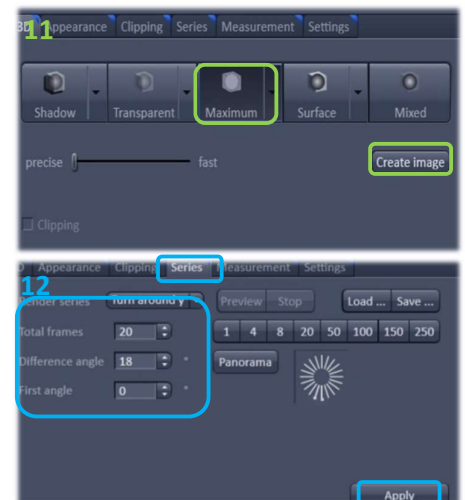 11
3D Appearance Clipping Series Measurement Settings
Shadow Transparent Maximum Surface Mixed
precise fast Create image
Clipping
12
Appearance Clipping Series Measurement Settings
Render series Turn around y Preview Stop Load ... Save ...
Total frames 20 1 4 8 20 50 100 150 250
Difference angle 18 ° Panorama
First angle 0 °
Apply